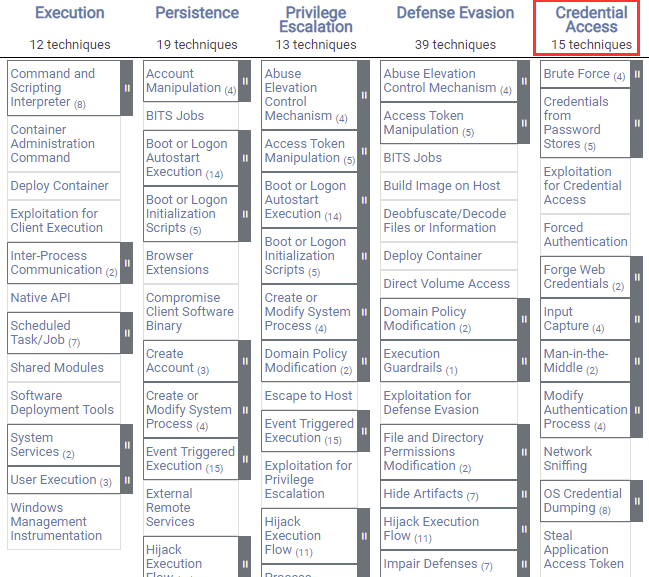 Execution
12 techniques
Command and
Scripting
Interpreter (8)
Container
Administration
Command
Deploy Container
Exploitation for
Client Execution
Inter-Process
Communication (2)
Native API
Scheduled
Task/Job (7)
Shared Modules
Software
Deployment Tools
System
Services (2)
User Execution (3)
Windows
Management
Instrumentation
Persistence
19 techniques
Account
Manipulation (4)
BITS Jobs
Boot or Logon
Autostart
Execution (14)
Boot or Logon
Initialization
Scripts (5)
Browser
Extensions
Compromise
Client Software
Binary
Create
Account (3)
Create or
Modify System
Process (4)
Event Triggered
Execution (15)
External
Remote
Services
Hijack
Execution
Flow
Privilege
Escalation
13 techniques
Abuse
Elevation
Control
Mechanism (4)
Access Token
Manipulation (5)
Boot or Logon
Autostart
Execution (14)
Boot or Logon
Initialization
Scripts (5)
Create or
Modify System
Process (4)
Domain Policy
Modification (2)
Escape to Host
Event Triggered
Execution (15)
Exploitation for
Privilege
Escalation
Hijack
Execution
Flow (11)
Process
Defense Evasion
39 techniques
Abuse Elevation
Control Mechanism (4)
Access Token
Manipulation (5)
BITS Jobs
Build Image on Host
Deobfuscate/Decode
Files or Information
Deploy Container
Direct Volume Access
Domain Policy
Modification (2)
Execution
Guardrails (1)
Exploitation for
Defense Evasion
File and Directory
Permissions
Modification (2)
Hide Artifacts (7)
Hijack Execution
Flow (11)
Impair Defenses (7)
Credential
Access
15 techniques
Brute Force (4)
Credentials
from
Password
Stores (5)
Exploitation
for Credential
Access
Forced
Authentication
Forge Web
Credentials (2)
Input
Capture (4)
Man-in-the-
Middle (2)
Modify
Authentication
Process (4)
Network
Sniffing
OS Credential
Dumping (8)
Steal
Application
Access Token